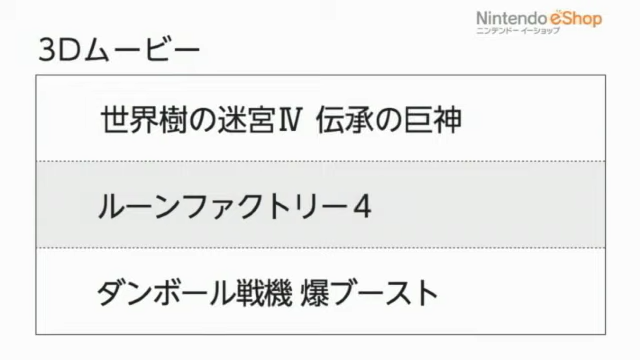 Nintendo eShop
ニンテンドーイーショップ
3Dムービー
世界樹の迷宮Ⅳ 伝承の巨神
ルーンファクトリー4
ダンボール戦機 爆ブースト